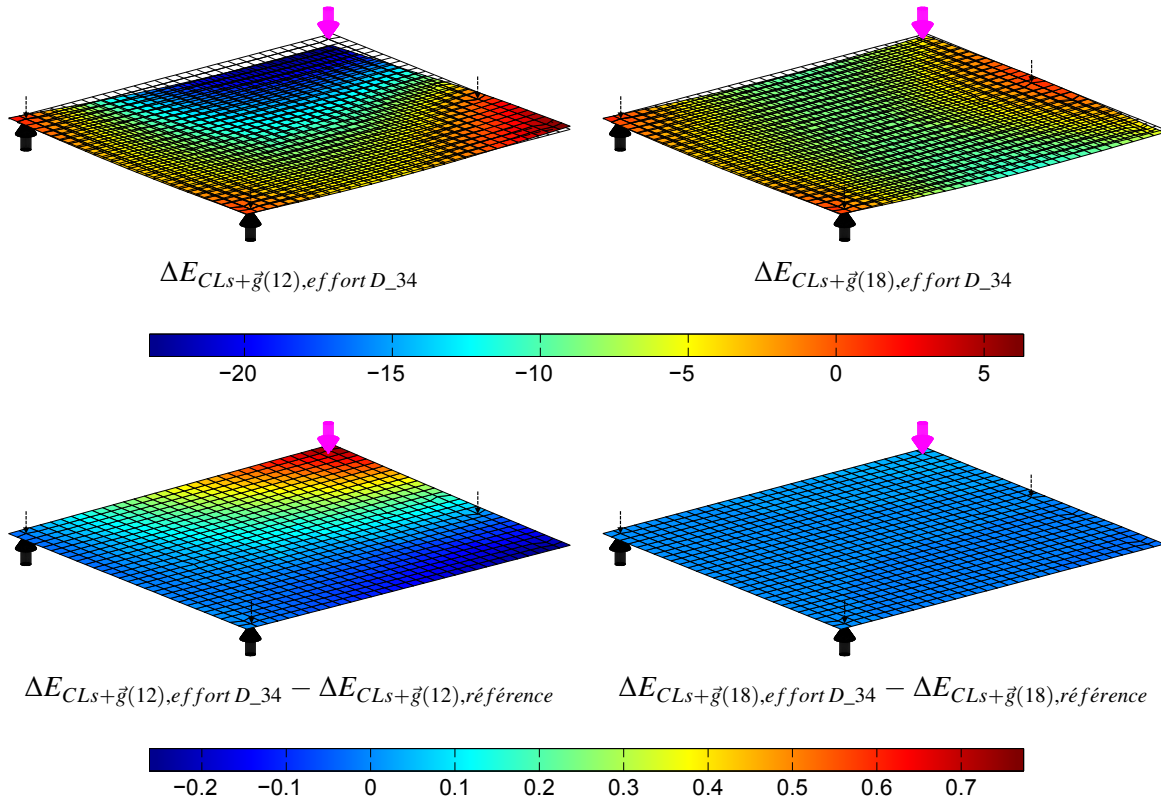 ΔE_{CLs+g⃗(12),effort D_34} ΔE_{CLs+g⃗(18),effort D_34}
−20 −15 −10 −5 0 5
ΔE_{CLs+g⃗(12),effort D_34} − ΔE_{CLs+g⃗(12),référence} ΔE_{CLs+g⃗(18),effort D_34} − ΔE_{CLs+g⃗(18),référence}
−0.2 −0.1 0 0.1 0.2 0.3 0.4 0.5 0.6 0.7